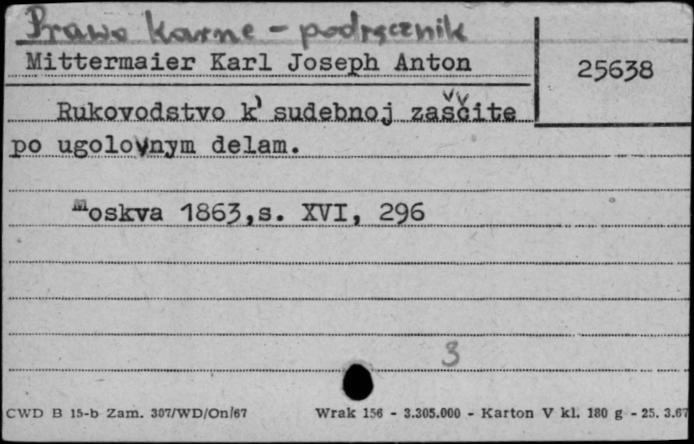 Prawo karne - podręcznik
Mittermaier Karl Joseph Anton
25638
Rukovodstvo k' sudebnoj zaščite
po ugolovnym delam.
Moskva 1863,s. XVI, 296
3
CWD B 15-b Zam. 307/WD/On/67 Wrak 156 - 3.305.000 - Karton V kl. 180 g - 25. 3.67